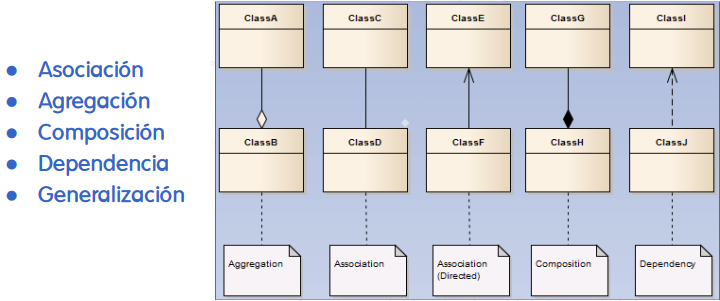 Asociación
Agregación
Composición
Dependencia
Generalización
ClassA ClassC ClassE ClassG ClassI
ClassB ClassD ClassF ClassH ClassJ
Aggregation Association Association (Directed) Composition Dependency